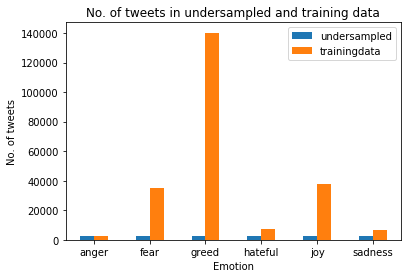 No. of tweets in undersampled and training data
undersampled
trainingdata
No. of tweets
140000
120000
100000
80000
60000
40000
20000
0
anger fear greed hateful joy sadness
Emotion